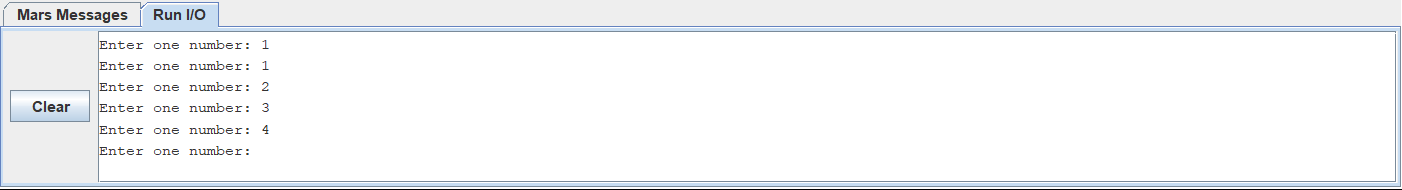 Mars Messages Run I/O
Enter one number: 1
Enter one number: 1
Enter one number: 2
Clear
Enter one number: 3
Enter one number: 4
Enter one number: